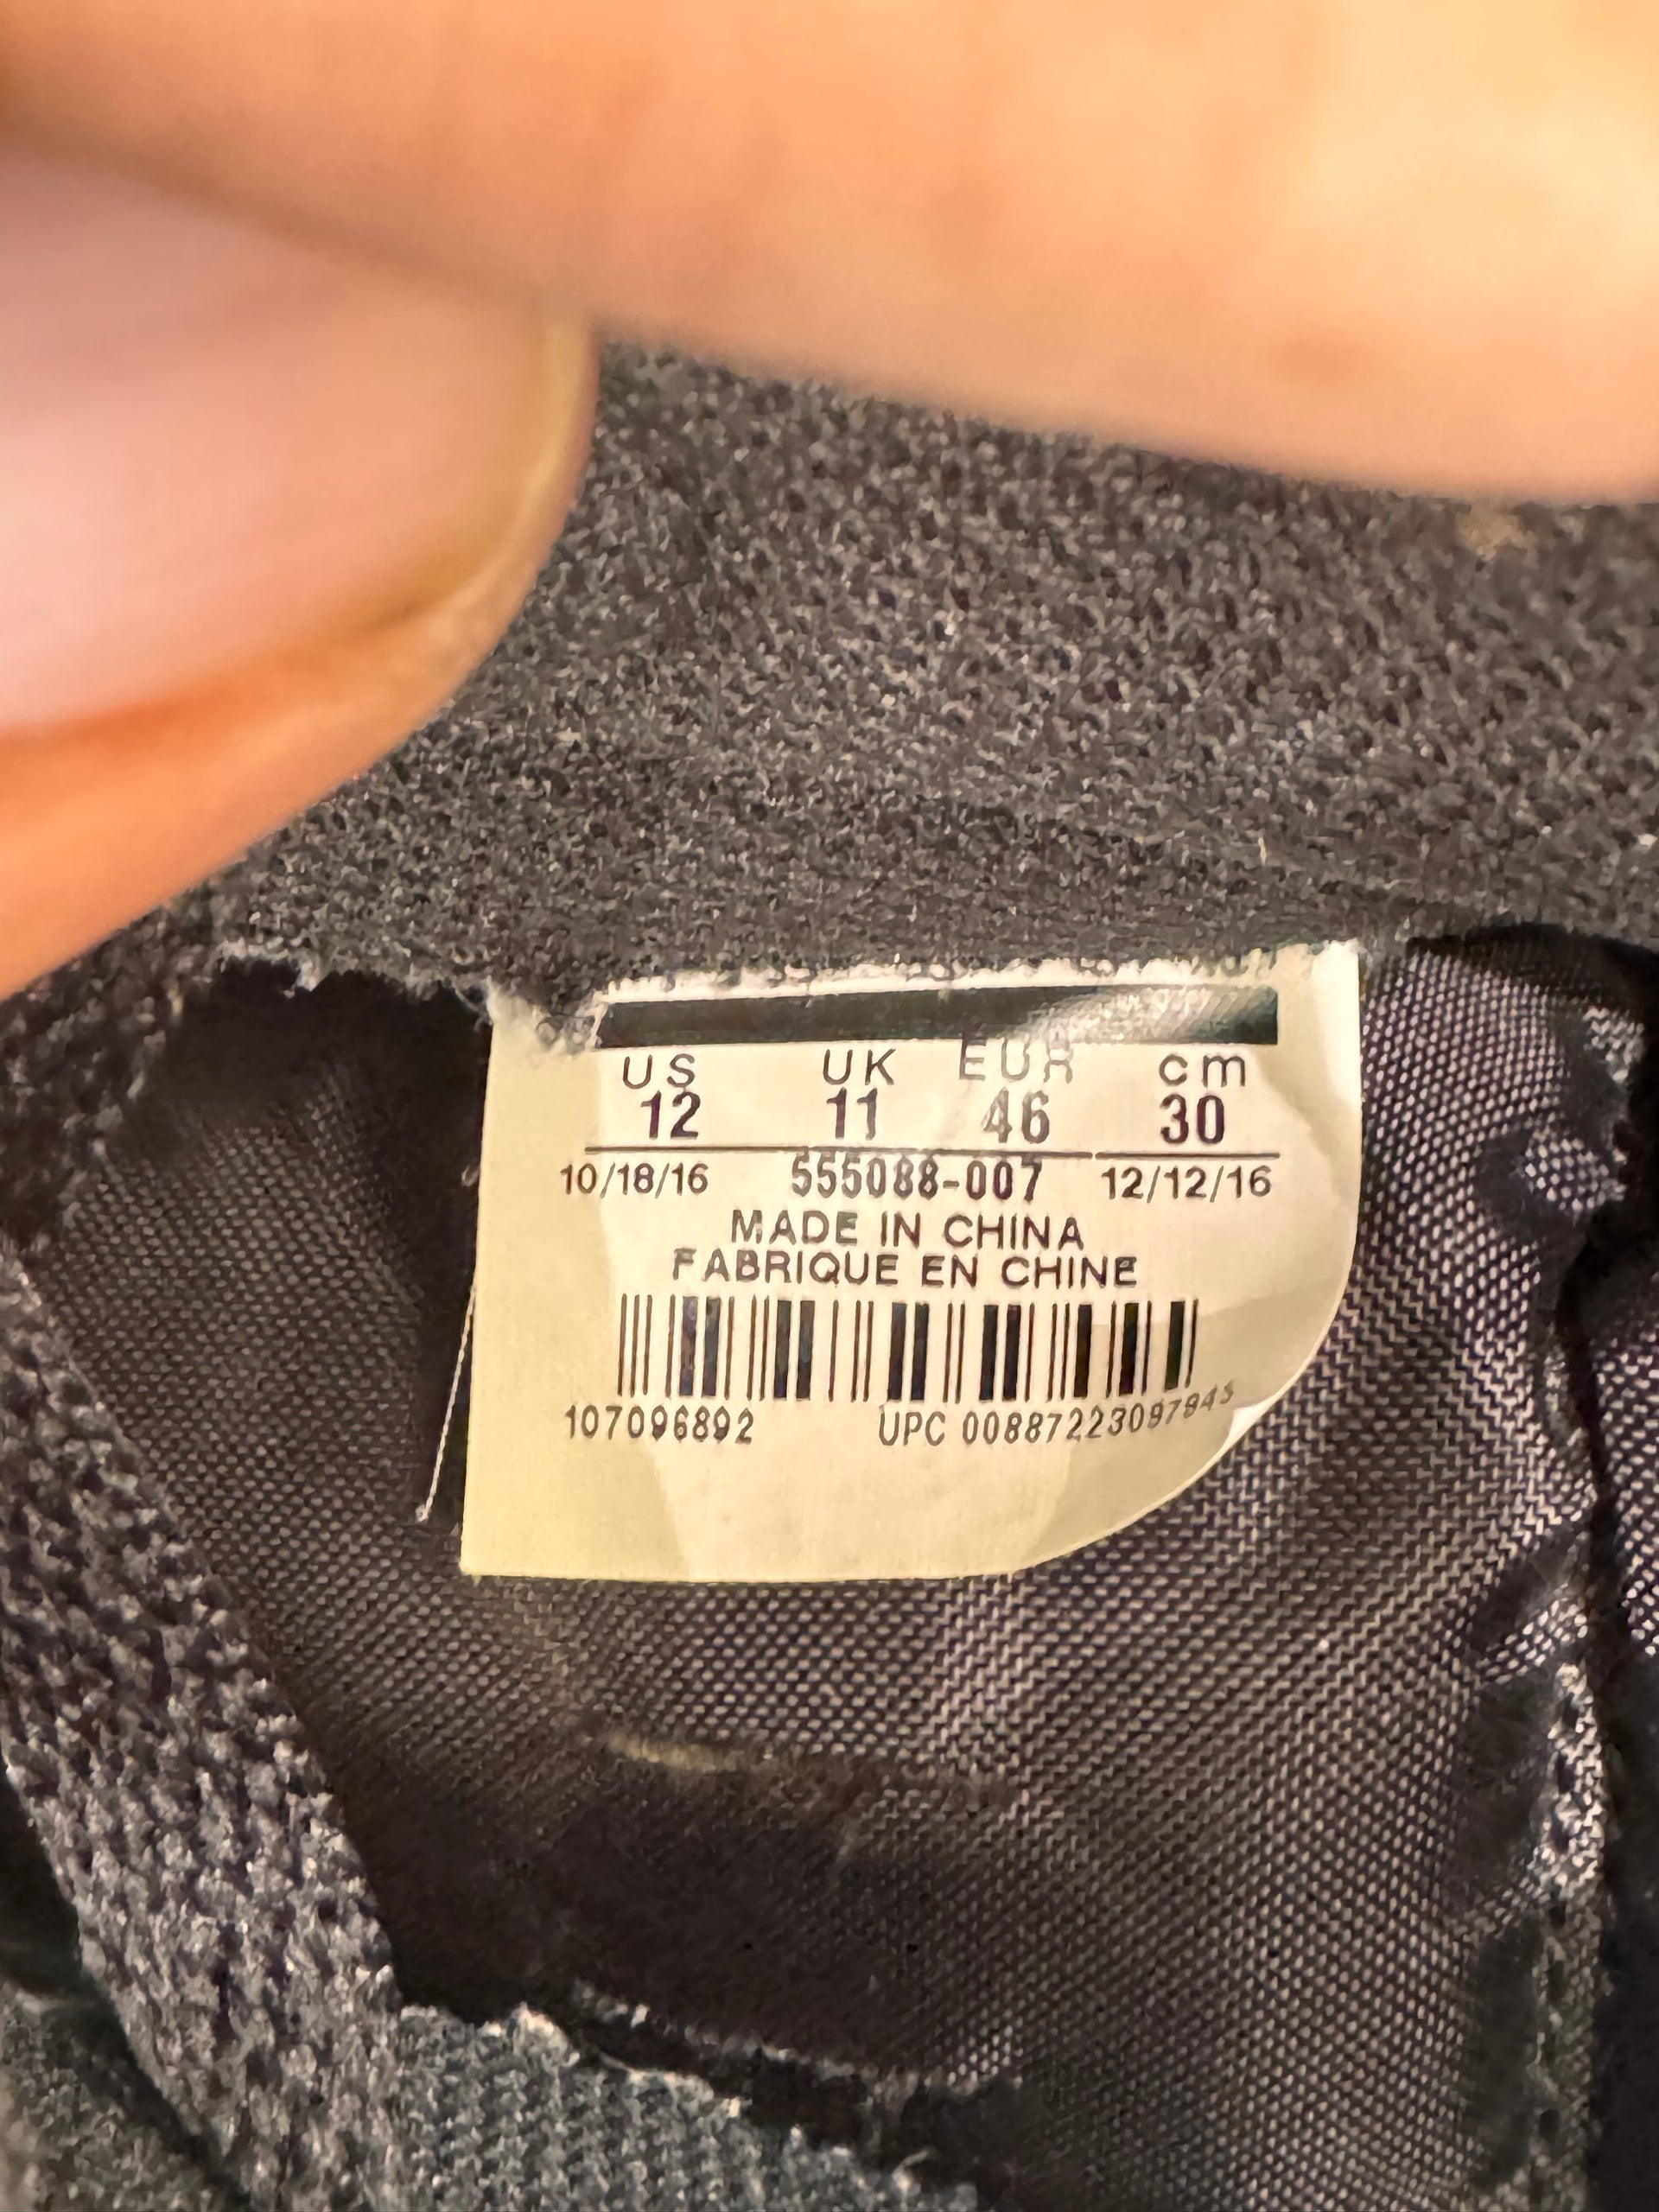 US UK EUR cm
12 11 46 30
10/18/16 555088-007 12/12/16
MADE IN CHINA
FABRIQUE EN CHINE
107096892 UPC 00887223097843